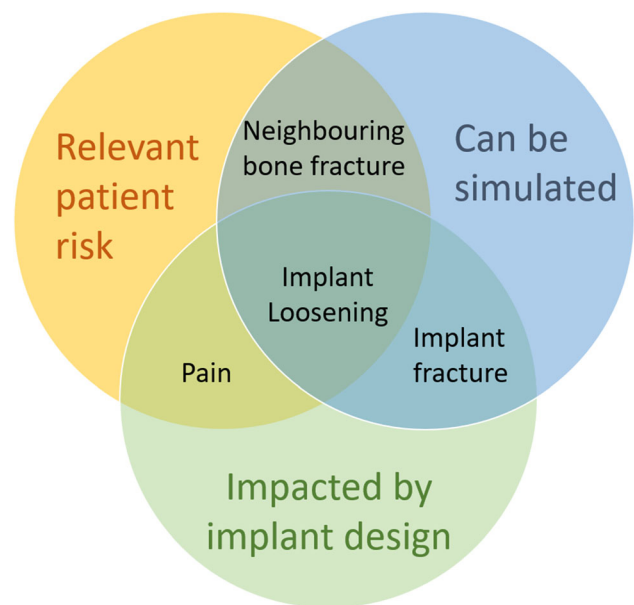 Relevant
patient
risk
Neighbouring
bone fracture
Can be
simulated
Implant
Loosening
Pain
Implant
fracture
Impacted by
implant design